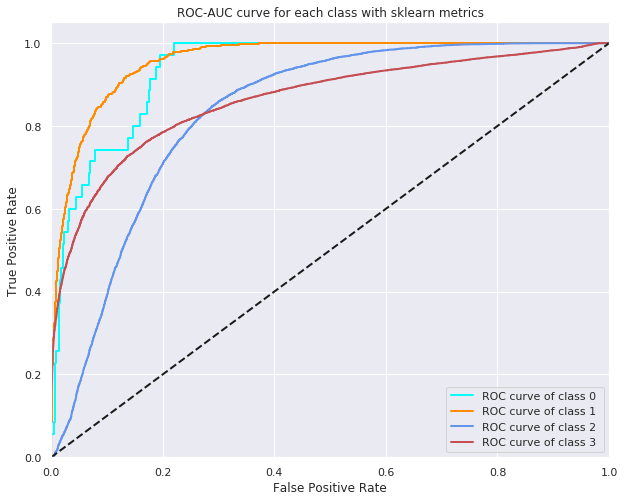 ROC-AUC curve for each class with sklearn metrics
1.0
0.8
0.6
0.4
0.2
0.0
True Positive Rate
ROC curve of class 0
ROC curve of class 1
ROC curve of class 2
ROC curve of class 3
0.0 0.2 0.4 0.6 0.8 1.0
False Positive Rate